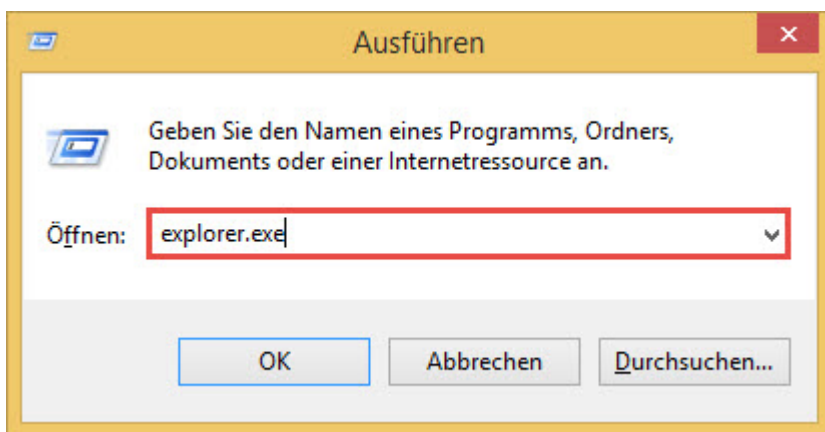 Ausführen
Geben Sie den Namen eines Programms, Ordners,
Dokuments oder einer Internetressource an.
Öffnen: explorer.exe
OK Abbrechen Durchsuchen...